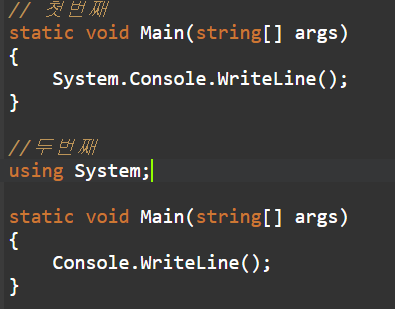 // 첫번째
static void Main(string[] args)
{
    System.Console.WriteLine();
}
//두번째
using System;
static void Main(string[] args)
{
    Console.WriteLine();
}